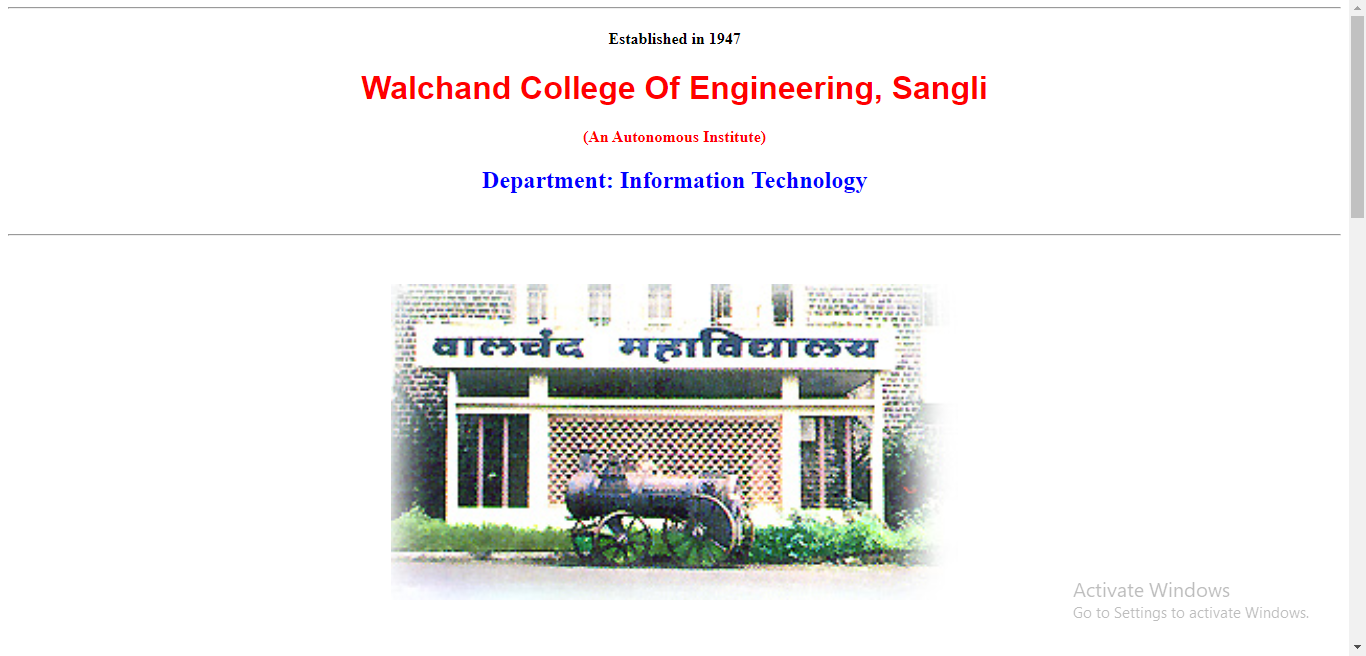 Established in 1947
Walchand College Of Engineering, Sangli
(An Autonomous Institute)
Department: Information Technology
वालचंद महाविद्यालय
Activate Windows
Go to Settings to activate Windows.